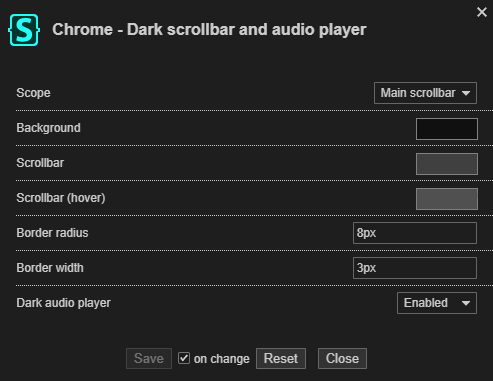 S
Chrome - Dark scrollbar and audio player
Scope
Main scrollbar
Background
Scrollbar
Scrollbar (hover)
Border radius
8px
Border width
3px
Dark audio player
Enabled
Save
on change
Reset
Close